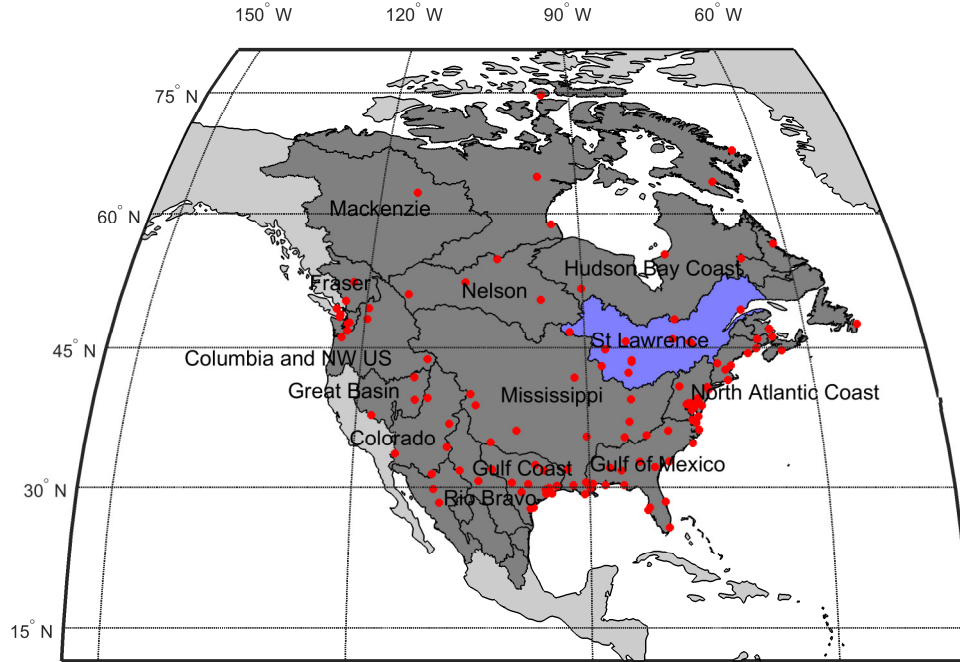 150° W
120° W
90° W
60° W
75° N
60° N
45° N
30° N
15° N
Mackenzie
Hudson Bay Coast
Fraser
Nelson
St Lawrence
Columbia and NW US
Great Basin
Mississippi
North Atlantic Coast
Colorado
Gulf Coast
Gulf of Mexico
Rio Bravo